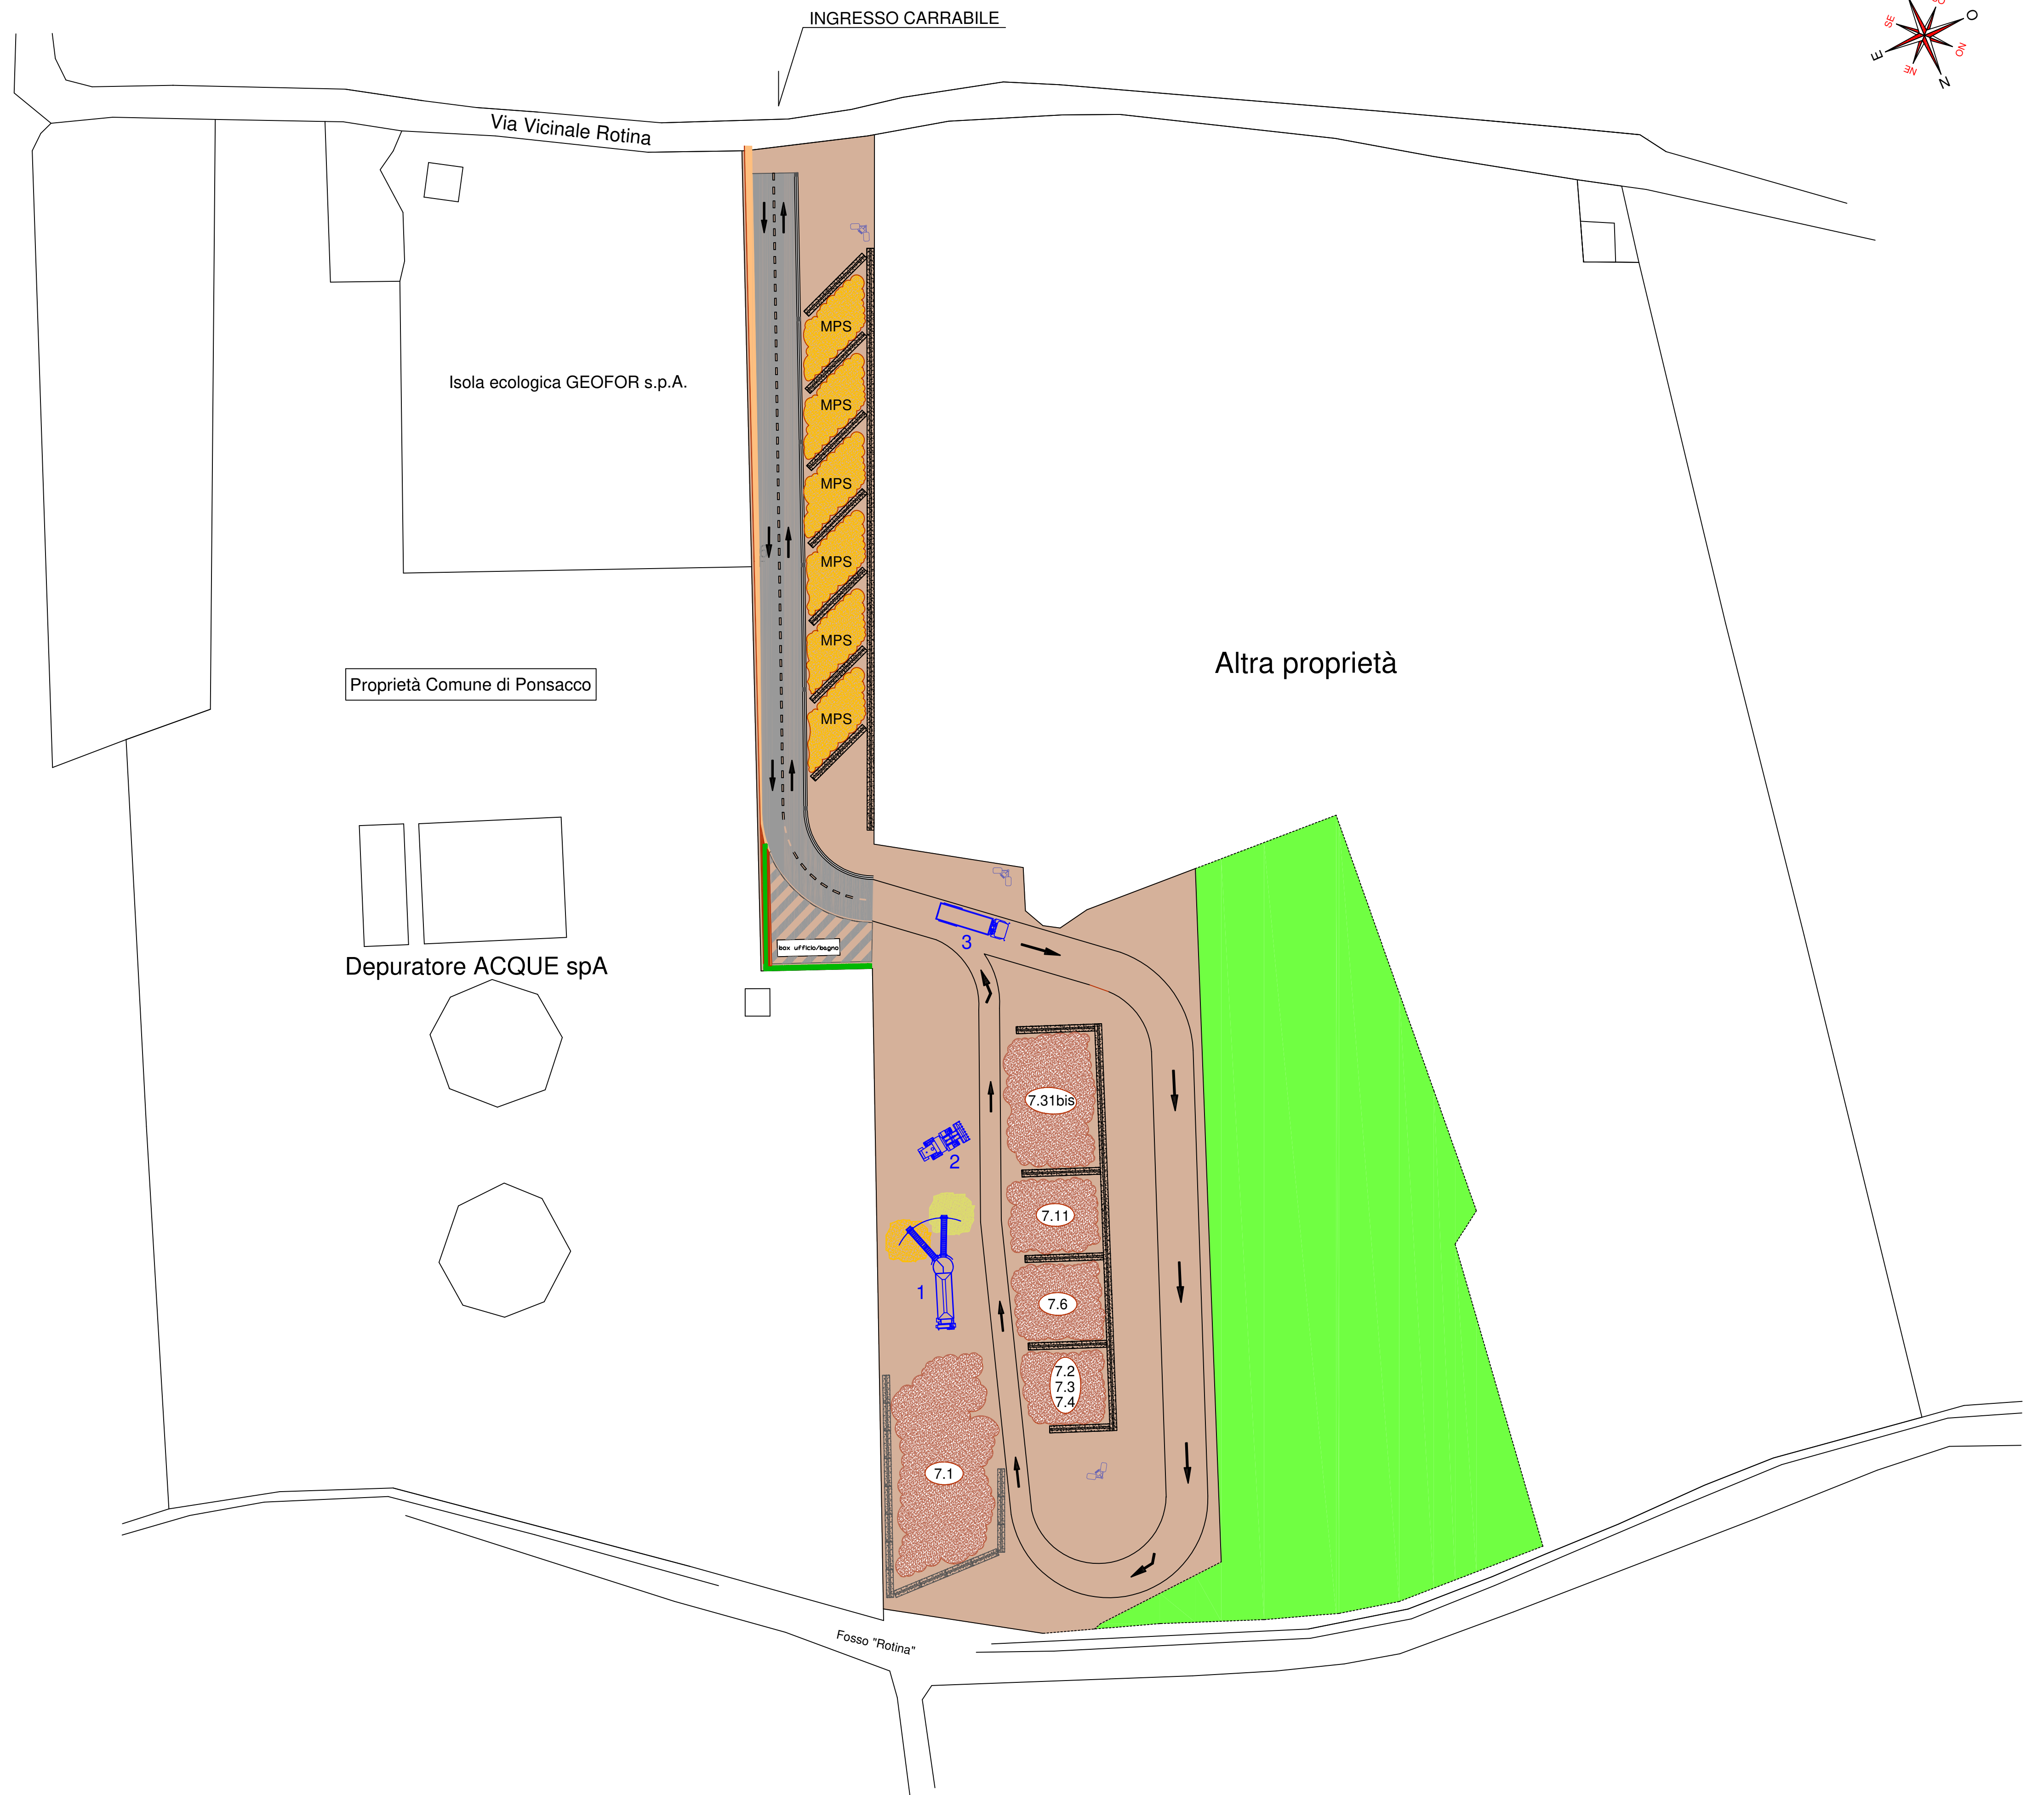 INGRESSO CARRABILE
SE
O
E
ON
NE
N
Via Vicinale Rotina
MPS
Isola ecologica GEOFOR s.p.A.
MPS
MPS
MPS
MPS
Altra proprietà
Proprietà Comune di Ponsacco
MPS
3
box ufficio/bagno
Depuratore ACQUE spA
7.31bis
2
7.11
1
7.6
7.2
7.3
7.4
7.1
Fosso "Rotina"